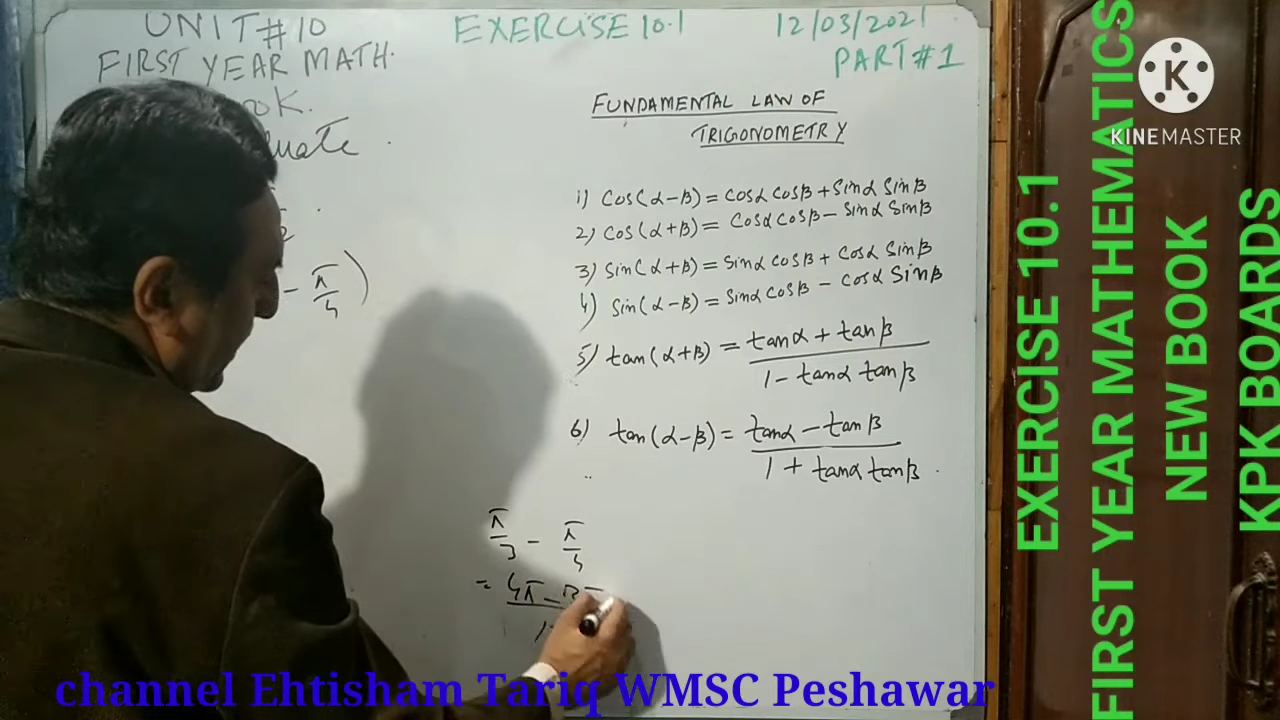 UNIT#10
FIRST YEAR MATH.
EXERCISE 10.1
12/03/2021
PART#1
FUNDAMENTAL LAW OF
TRIGONOMETRY
1) Cos(α-β) = Cosα Cosβ + Sinα Sinβ
2) Cos(α+β) = Cosα Cosβ - Sinα Sinβ
3) Sin(α+β) = Sinα Cosβ + Cosα Sinβ
4) Sin(α-β) = Sinα Cosβ - Cosα Sinβ
5) tan(α+β) = tanα + tanβ
1 - tanα tanβ
6) tan(α-β) = tanα - tanβ
1 + tanα tanβ.
- π/4)
π/3 - π/4
= 4π - 3π
KINEMASTER
EXERCISE 10.1
FIRST YEAR MATHEMATICS
NEW BOOK
KPK BOARDS
channel Ehtisham Tariq WMSC Peshawar